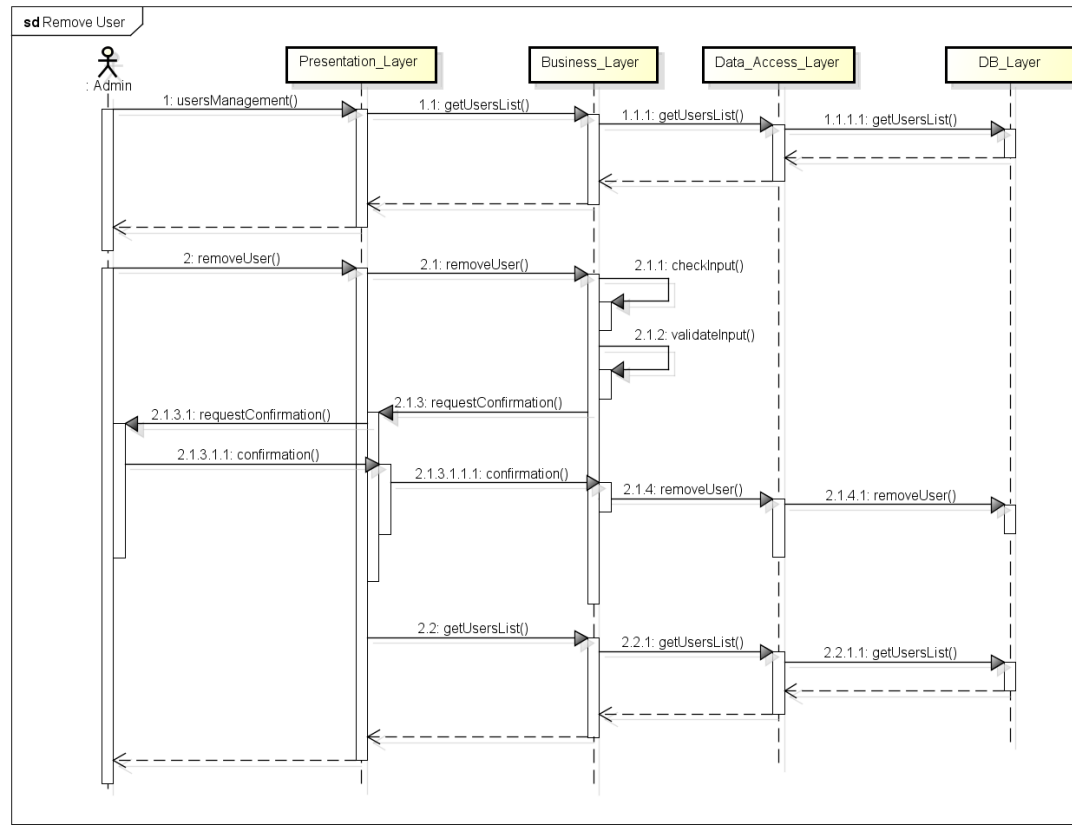 sd Remove User
: Admin
Presentation_Layer
Business_Layer
Data_Access_Layer
DB_Layer
1: usersManagement()
1.1: getUsersList()
1.1.1: getUsersList()
1.1.1.1: getUsersList()
2: removeUser()
2.1: removeUser()
2.1.1: checkInput()
2.1.2: validateInput()
2.1.3: requestConfirmation()
2.1.3.1: requestConfirmation()
2.1.3.1.1: confirmation()
2.1.3.1.1.1: confirmation()
2.1.4: removeUser()
2.1.4.1: removeUser()
2.2: getUsersList()
2.2.1: getUsersList()
2.2.1.1: getUsersList()